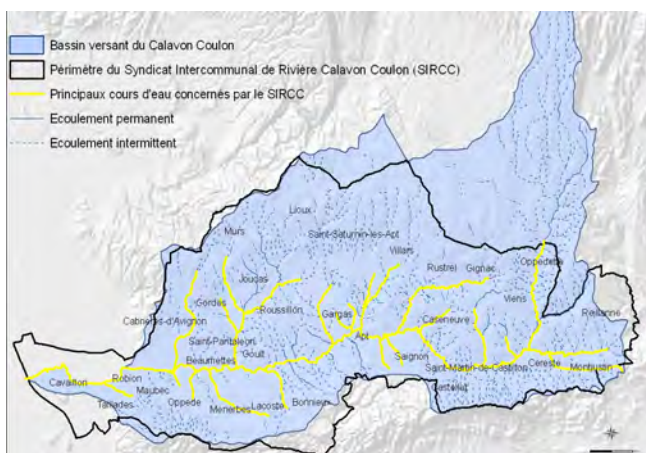 Bassin versant du Calavon Coulon
Périmètre du Syndicat Intercommunal de Rivière Calavon Coulon (SIRCC)
Principaux cours d'eau concernés par le SIRCC
Ecoulement permanent
Ecoulement intermittent
Lioux
Murs
Saint-Saturnin-les-Apt
Villars
Oppedette
Rustrel
Gignac
Joucas
Viens
Gordes
Roussillon
Gargas
Reillanne
Cabrières-d'Avignon
Caseneuve
Apt
Saint-Pantaléon
Goult
Saignon
Beaumettes
Saint-Martin-de-Castillon
Céreste
Montjustin
Robion
Cavaillon
Castellet
Maubec
Taillades
Oppède
Ménerbes
Lacoste
Bonnieux